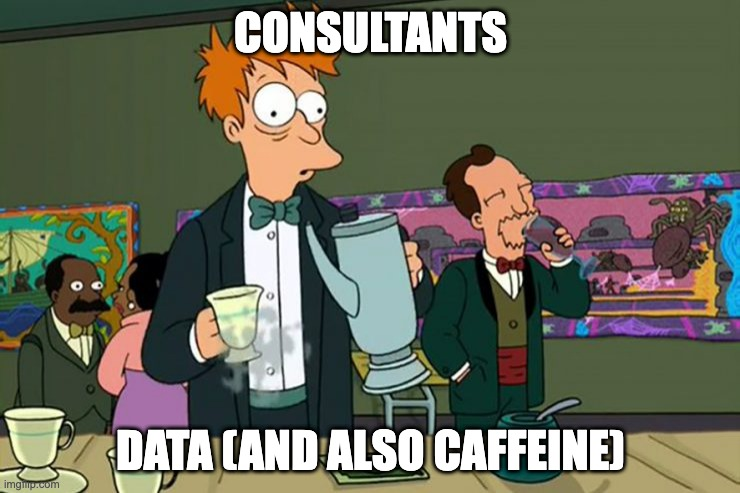 CONSULTANTS
DATA (AND ALSO CAFFEINE)
imgflip.com